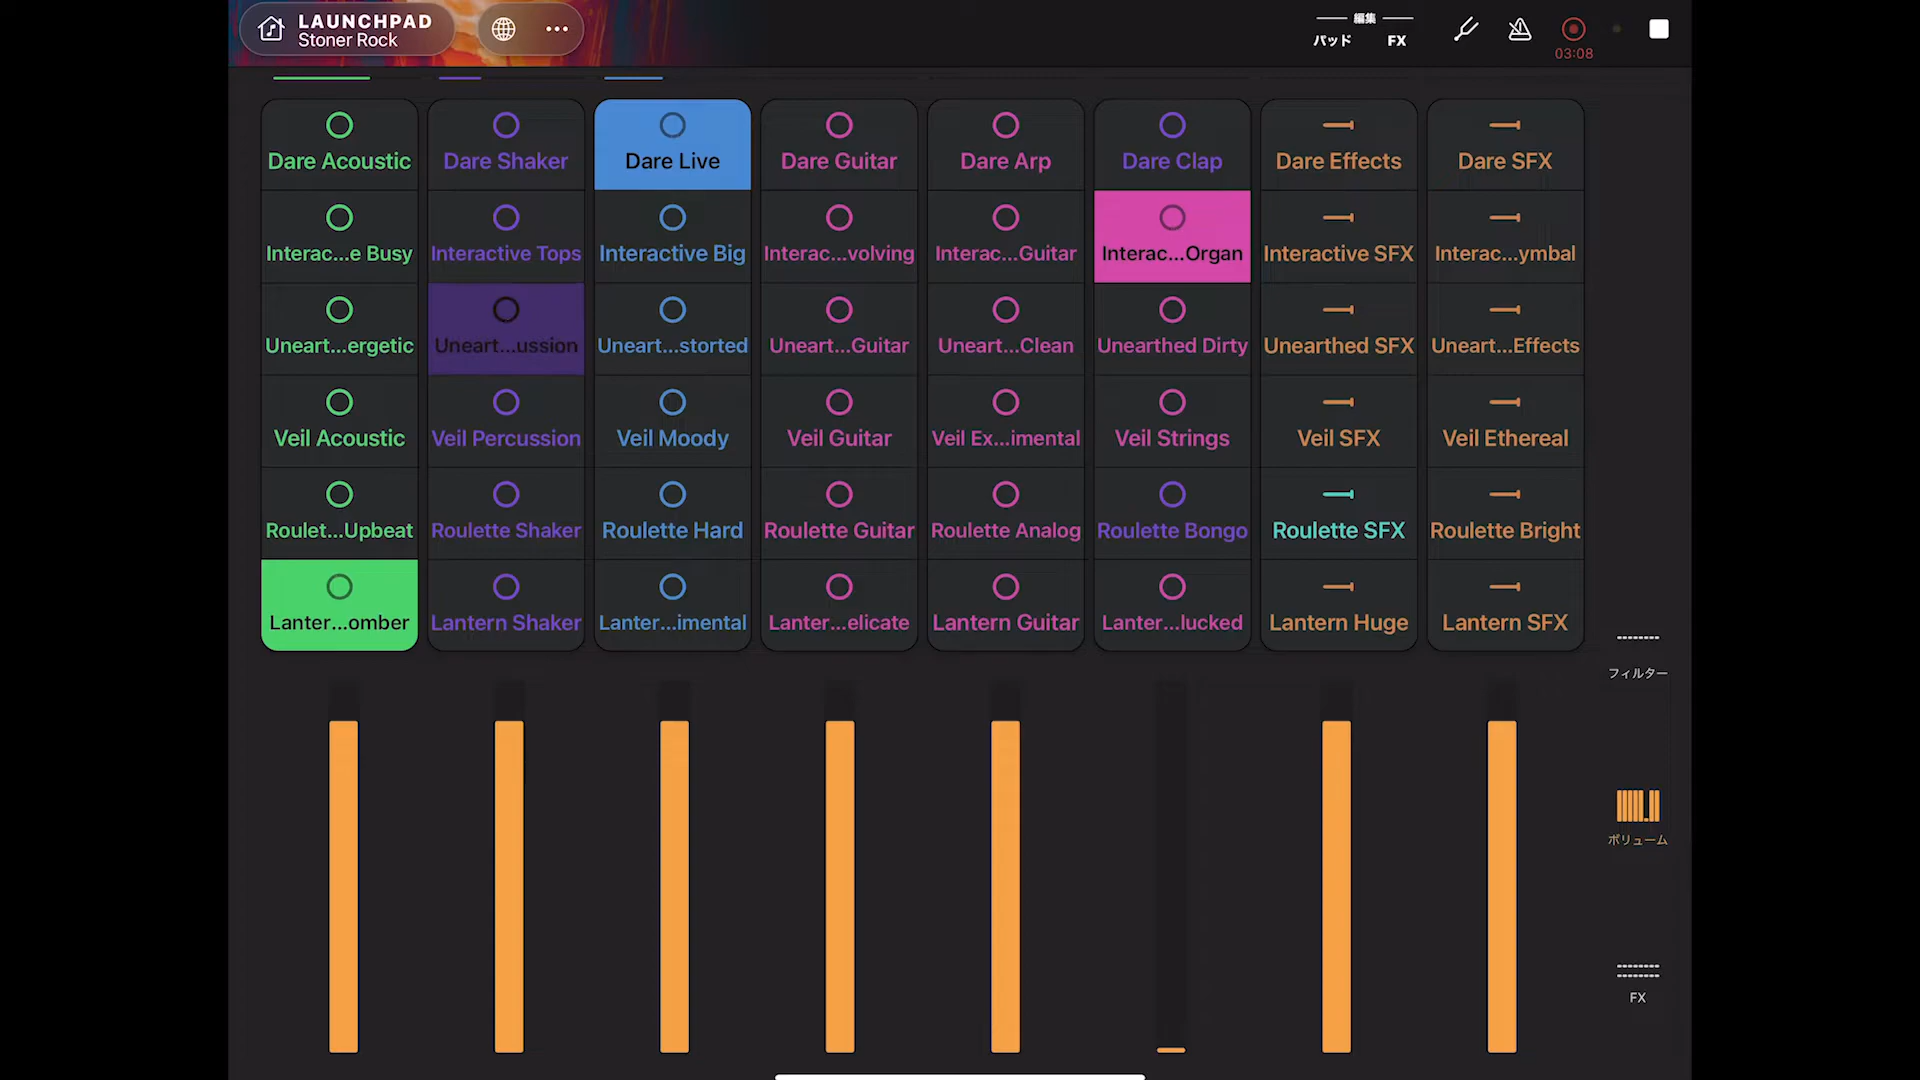 LAUNCHPAD
Stoner Rock
編集
パッド FX
03:08
Dare Acoustic Dare Shaker Dare Live Dare Guitar Dare Arp Dare Clap Dare Effects Dare SFX
Interac...e Busy Interactive Tops Interactive Big Interac...volving Interac...Guitar Interac...Organ Interactive SFX Interac...ymbal
Uneart...ergetic Uneart...ussion Uneart...storted Uneart...Guitar Uneart...Clean Unearthed Dirty Unearthed SFX Uneart...Effects
Veil Acoustic Veil Percussion Veil Moody Veil Guitar Veil Ex...imental Veil Strings Veil SFX Veil Ethereal
Roulet...Upbeat Roulette Shaker Roulette Hard Roulette Guitar Roulette Analog Roulette Bongo Roulette SFX Roulette Bright
Lanter...omber Lantern Shaker Lanter...imental Lanter...elicate Lantern Guitar Lanter...lucked Lantern Huge Lantern SFX
フィルター
ボリューム
FX